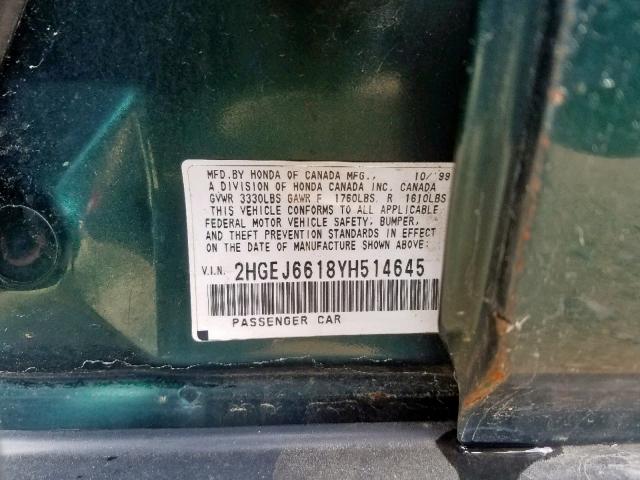 MFD.BY HONDA OF CANADA MFG., 10/'99
A DIVISION OF HONDA CANADA INC. CANADA
GVWR 3330LBS GAWR F 1760LBS. R 1610LBS
THIS VEHICLE CONFORMS TO ALL APPLICABLE
FEDERAL MOTOR VEHICLE SAFETY, BUMPER,
AND THEFT PREVENTION STANDARDS IN EFFECT
ON THE DATE OF MANUFACTURE SHOWN ABOVE:
V.I.N. 2HGEJ6618YH514645
PASSENGER CAR